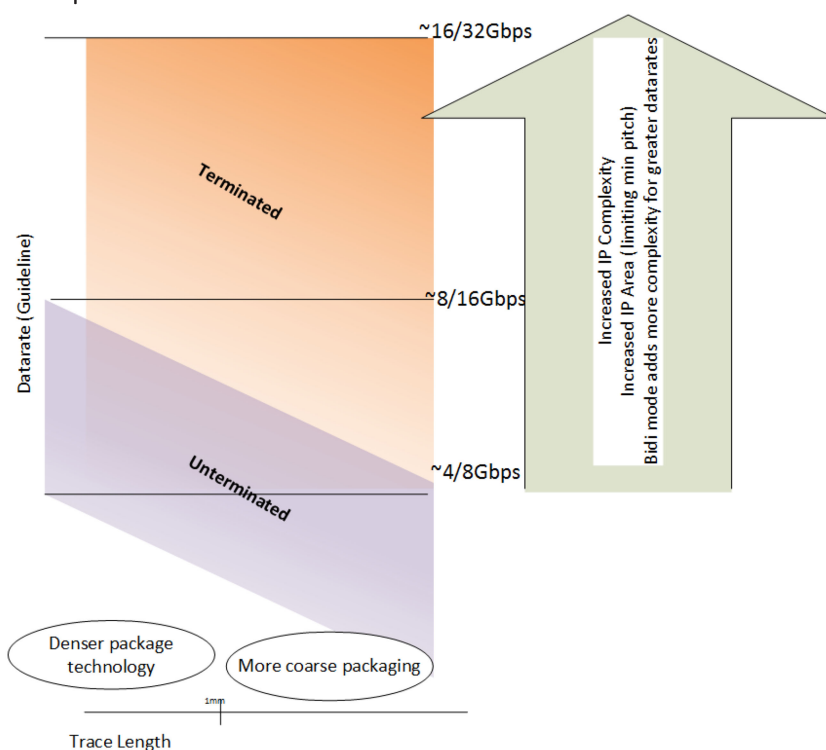 ~16/32Gbps
Terminated
Datarate (Guideline)
~8/16Gbps
Increased IP Complexity
Increased IP Area (limiting min pitch)
Bidi mode adds more complexity for greater datarates
~4/8Gbps
Unterminated
Denser package
technology
More coarse packaging
1mm
Trace Length